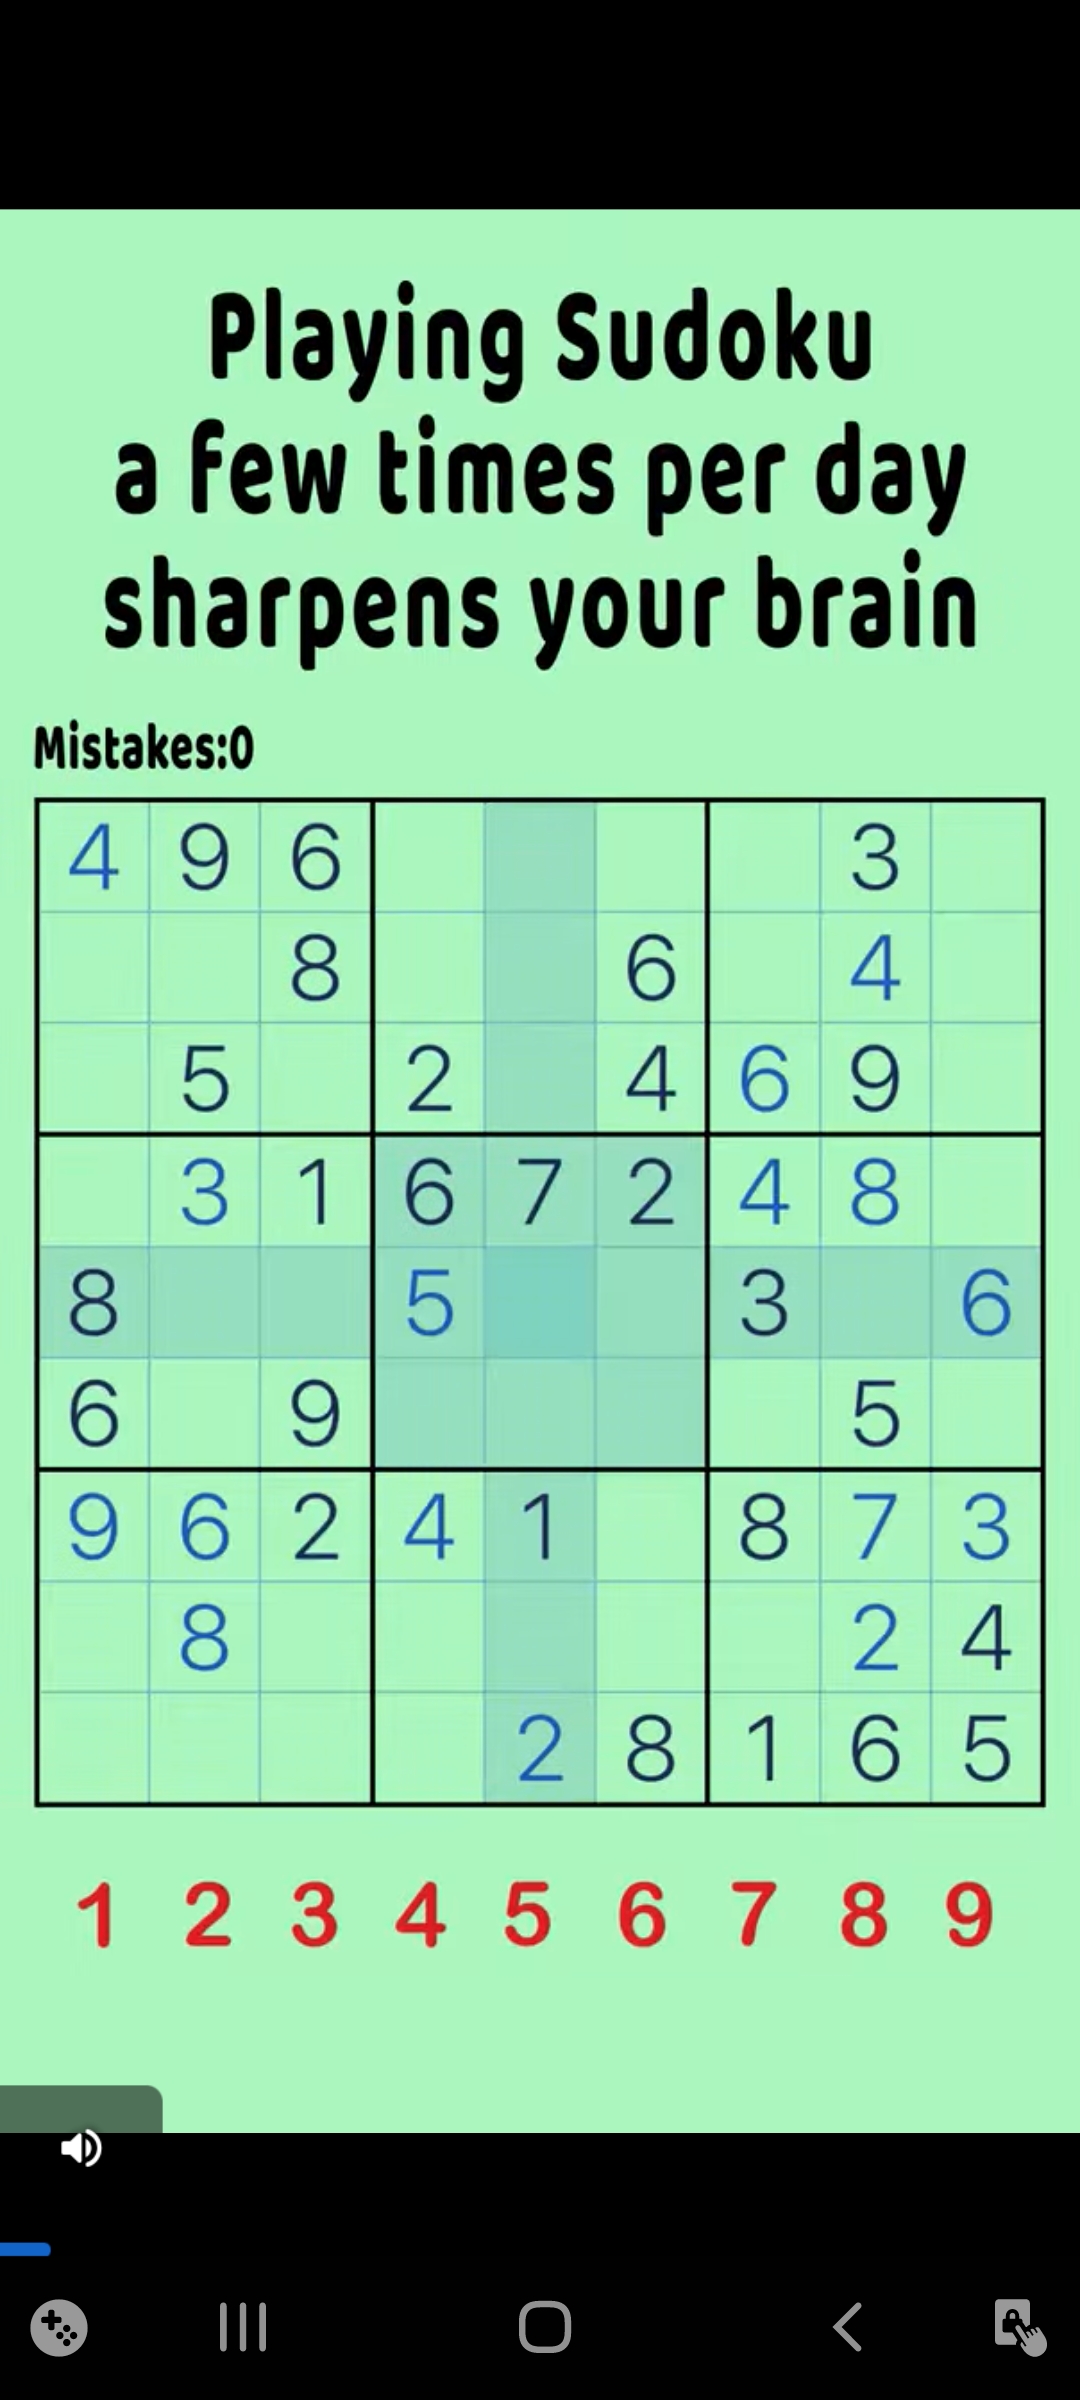 Playing Sudoku
a few times per day
sharpens your brain
Mistakes:0
4 9 6 3
8 6 4
5 2 4 6 9
3 1 6 7 2 4 8
8 5 3 6
6 9 5
9 6 2 4 1 8 7 3
8 2 4
2 8 1 6 5
1 2 3 4 5 6 7 8 9